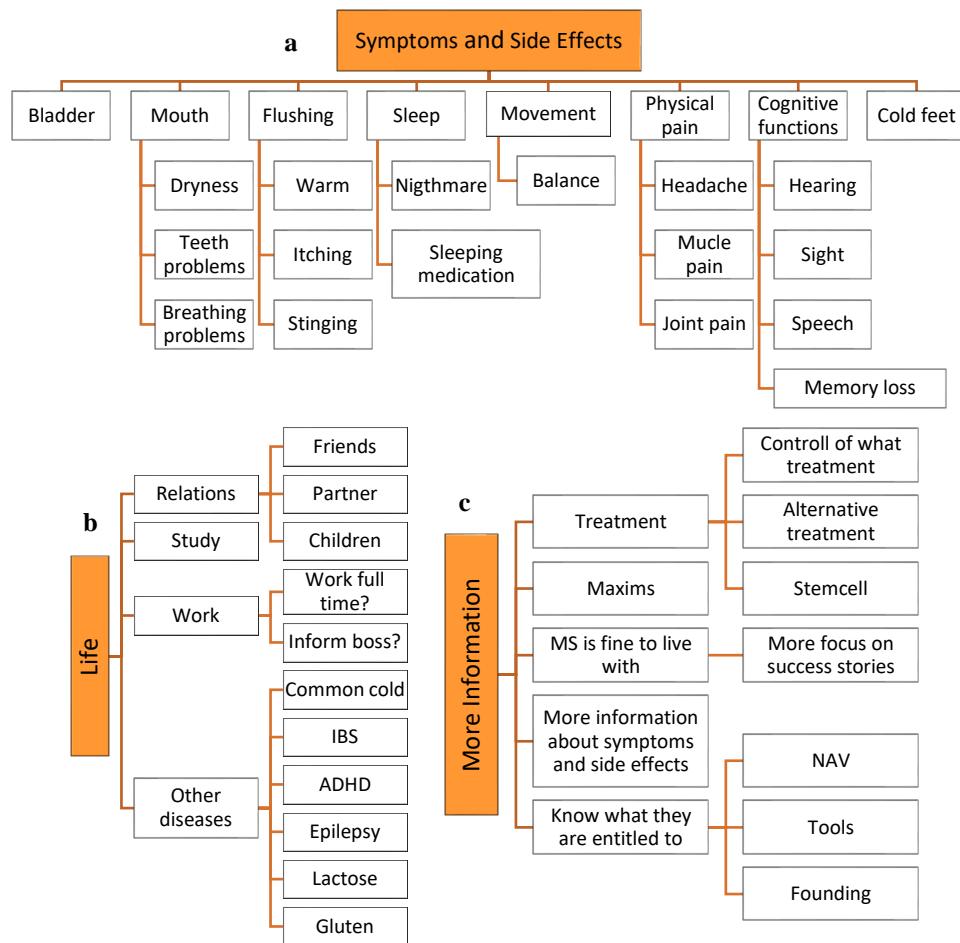 a
Symptoms and Side Effects
Bladder
Mouth
Flushing
Sleep
Movement
Physical
pain
Cognitive
functions
Cold feet
Dryness
Teeth
problems
Breathing
problems
Warm
Itching
Stinging
Nigthmare
Sleeping
medication
Balance
Headache
Mucle
pain
Joint pain
Hearing
Sight
Speech
Memory loss
b
Life
Relations
Friends
Partner
Children
Study
Work
Work full
time?
Inform boss?
Other
diseases
Common cold
IBS
ADHD
Epilepsy
Lactose
Gluten
c
More Information
Treatment
Controll of what
treatment
Alternative
treatment
Stemcell
Maxims
MS is fine to live
with
More focus on
success stories
More information
about symptoms
and side effects
Know what they
are entitled to
NAV
Tools
Founding